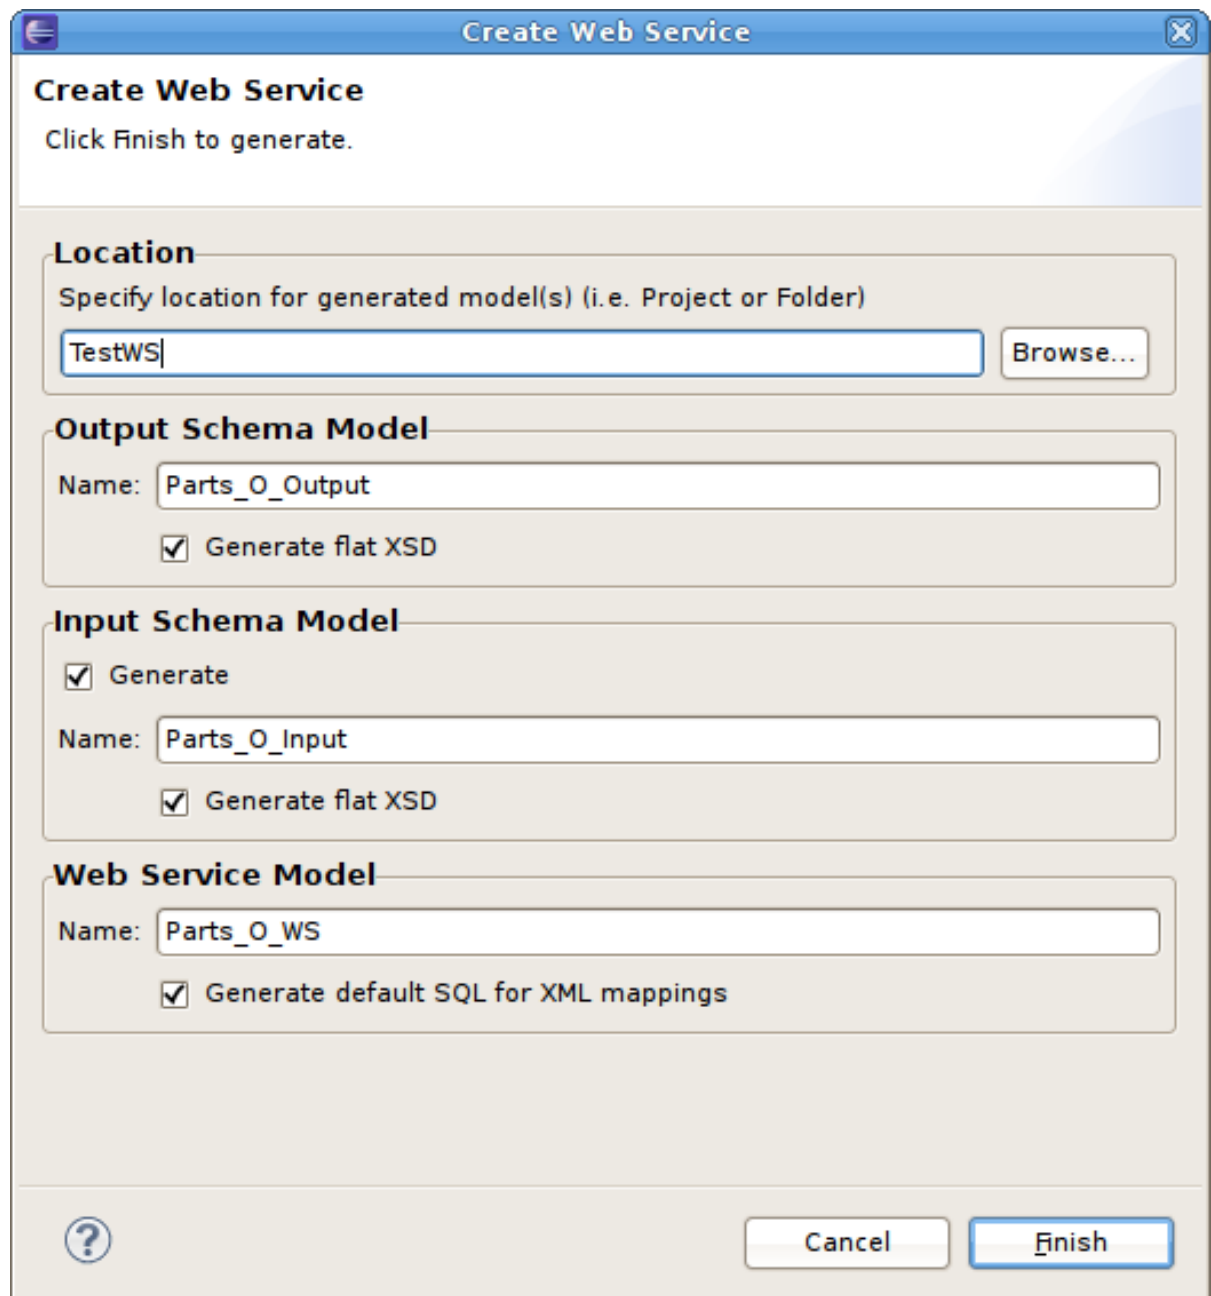 Create Web Service
Create Web Service
Click Finish to generate.
Location
Specify location for generated model(s) (i.e. Project or Folder)
TestWS
Browse...
Output Schema Model
Name: Parts_O_Output
Generate flat XSD
Input Schema Model
Generate
Name: Parts_O_Input
Generate flat XSD
Web Service Model
Name: Parts_O_WS
Generate default SQL for XML mappings
? Cancel Finish